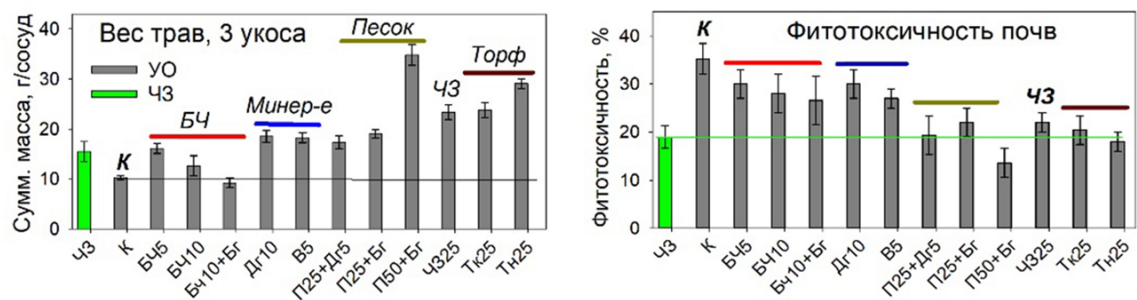 Вес трав, 3 укоса
УО
ЧЗ
Песок
Торф
ЧЗ
Минер-е
БЧ
К
Сумм. масса, г/сосуд
40
30
20
10
0
ЧЗ
К
БЧ5
БЧ10
Бч10+Бг
Дг10
В5
П25+Дг5
П25+Бг
П50+Бг
ЧЗ25
Тк25
Тн25
Фитотоксичность почв
К
ЧЗ
Фитотоксичность, %
40
30
20
10
0
ЧЗ
К
БЧ5
БЧ10
Бч10+Бг
Дг10
В5
П25+Дг5
П25+Бг
П50+Бг
ЧЗ25
Тк25
Тн25